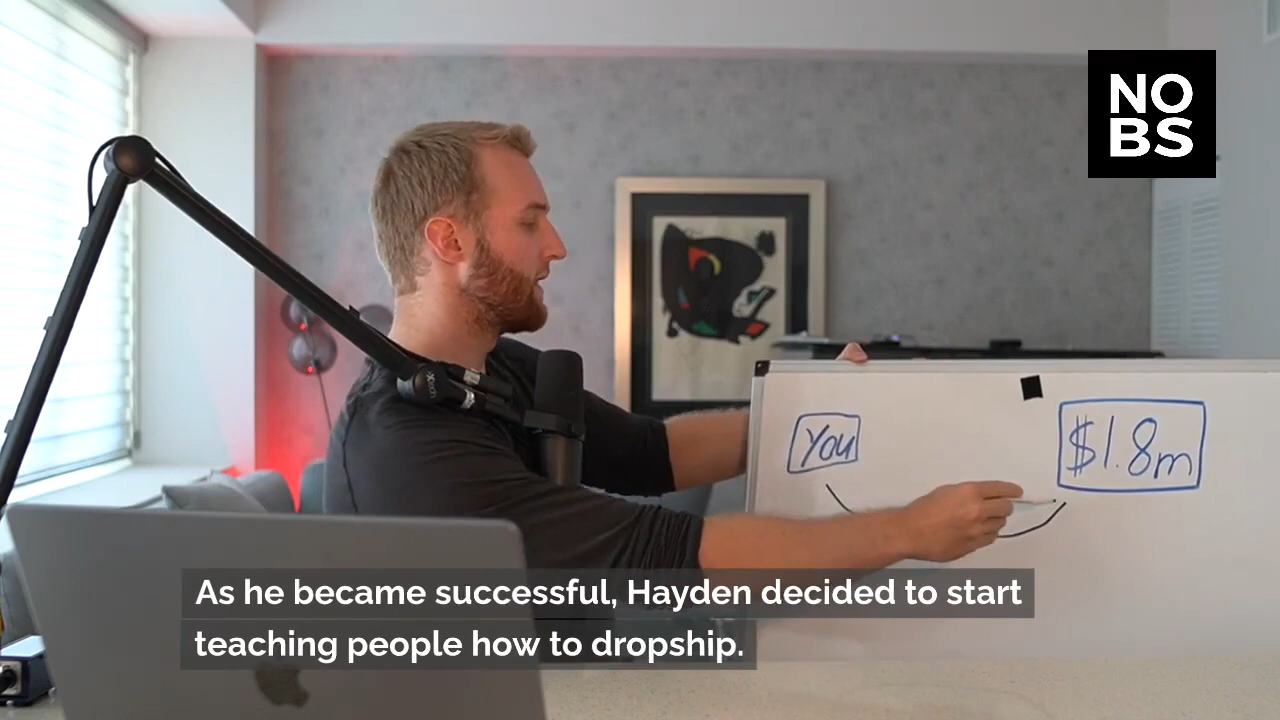 NO
BS
You
$1.8m
As he became successful, Hayden decided to start
teaching people how to dropship.